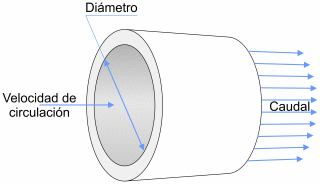 Diámetro
Velocidad de
circulación
Caudal